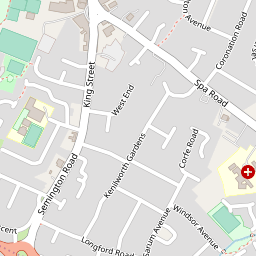 Avenue
Coronation Road
King Street
West End
Spa Road
Kenilworth Gardens
Corfe Road
Semington Road
Windsor Avenue
Longford Road
Sarum Avenue